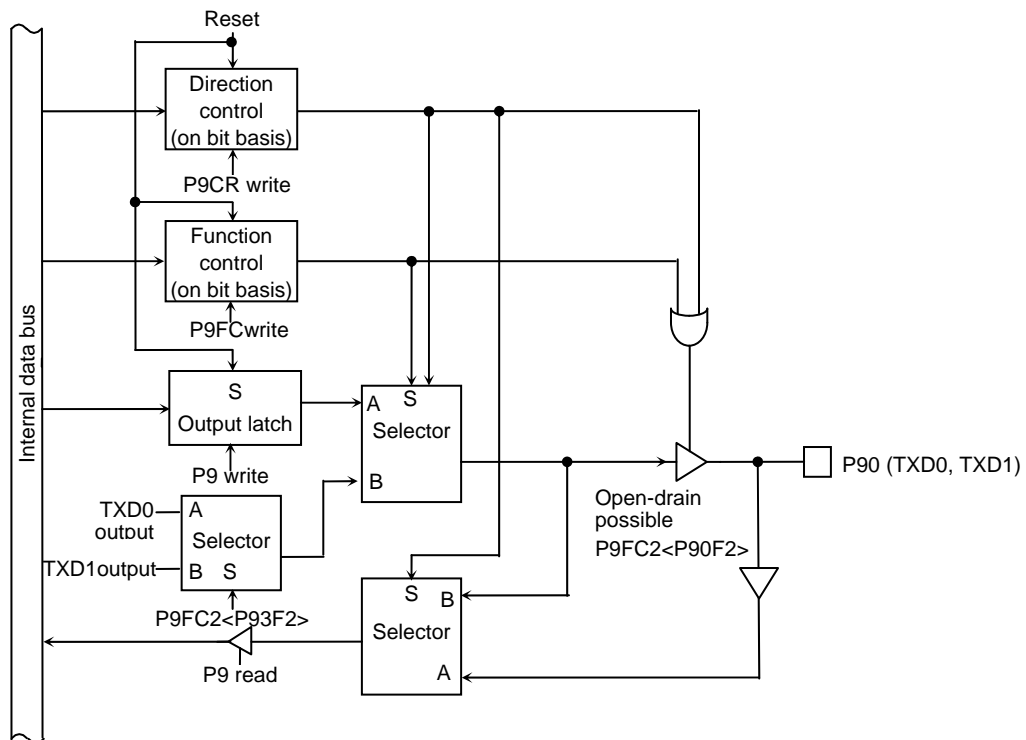 Reset
Direction
control
(on bit basis)
P9CR write
Function
control
(on bit basis)
P9FCwrite
Internal data bus
S
Output latch
P9 write
A
S
Selector
B
TXD0
output
A
Selector
TXD1output
B
S
P9FC2<P93F2>
P9 read
S
B
Selector
A
Open-drain
possible
P9FC2<P90F2>
P90 (TXD0, TXD1)